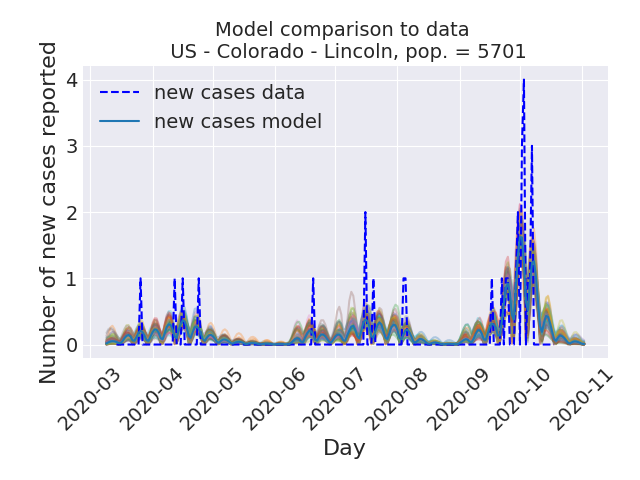 Model comparison to data
US - Colorado - Lincoln, pop. = 5701
Number of new cases reported
4
3
2
1
0
new cases data
new cases model
2020-03
2020-04
2020-05
2020-06
2020-07
2020-08
2020-09
2020-10
2020-11
Day